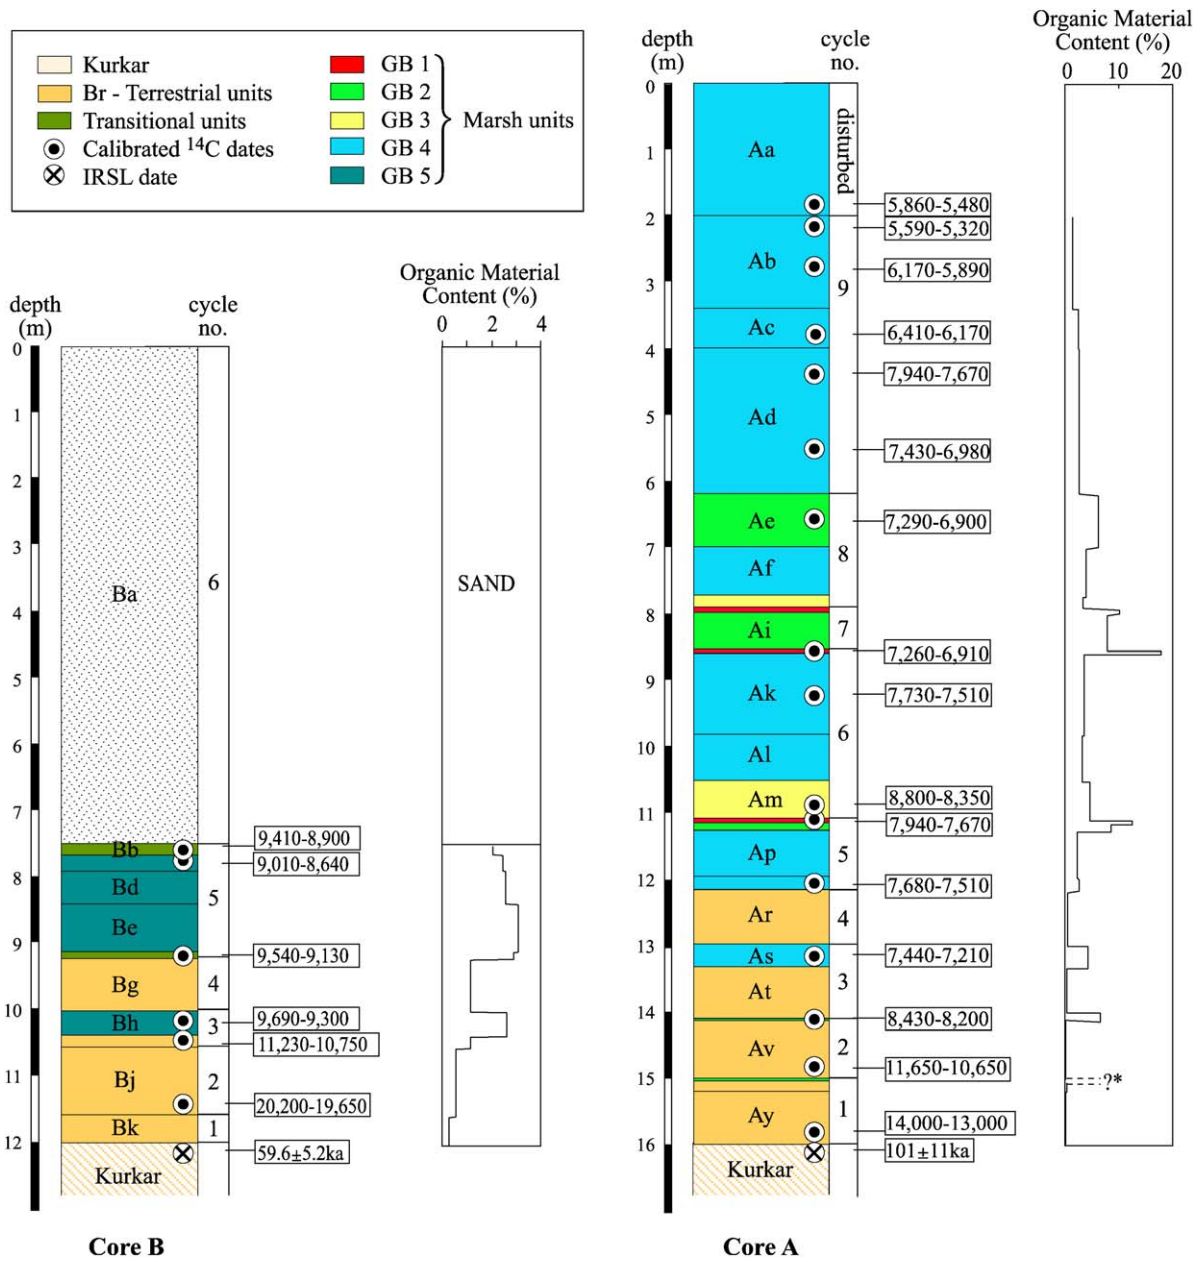 Kurkar
Br - Terrestrial units
Transitional units
Calibrated ¹⁴C dates
IRSL date
GB 1
GB 2
GB 3
GB 4
GB 5
Marsh units
depth
(m)
cycle
no.
Organic Material
Content (%)
0 2 4
0
1
2
3
4
5
6
7
8
9
10
11
12
Ba
Bb
Bd
Be
Bg
Bh
Bj
Bk
Kurkar
6
5
4
3
2
1
9,410-8,900
9,010-8,640
9,540-9,130
9,690-9,300
11,230-10,750
20,200-19,650
59.6±5.2ka
SAND
Core B
depth
(m)
cycle
no.
Organic Material
Content (%)
0 10 20
0
1
2
3
4
5
6
7
8
9
10
11
12
13
14
15
16
Aa
Ab
Ac
Ad
Ae
Af
Ai
Ak
Al
Am
Ap
Ar
As
At
Av
Ay
Kurkar
disturbed
9
8
7
6
5
4
3
2
1
5,860-5,480
5,590-5,320
6,170-5,890
6,410-6,170
7,940-7,670
7,430-6,980
7,290-6,900
7,260-6,910
7,730-7,510
8,800-8,350
7,940-7,670
7,680-7,510
7,440-7,210
8,430-8,200
11,650-10,650
14,000-13,000
101±11ka
?*
Core A